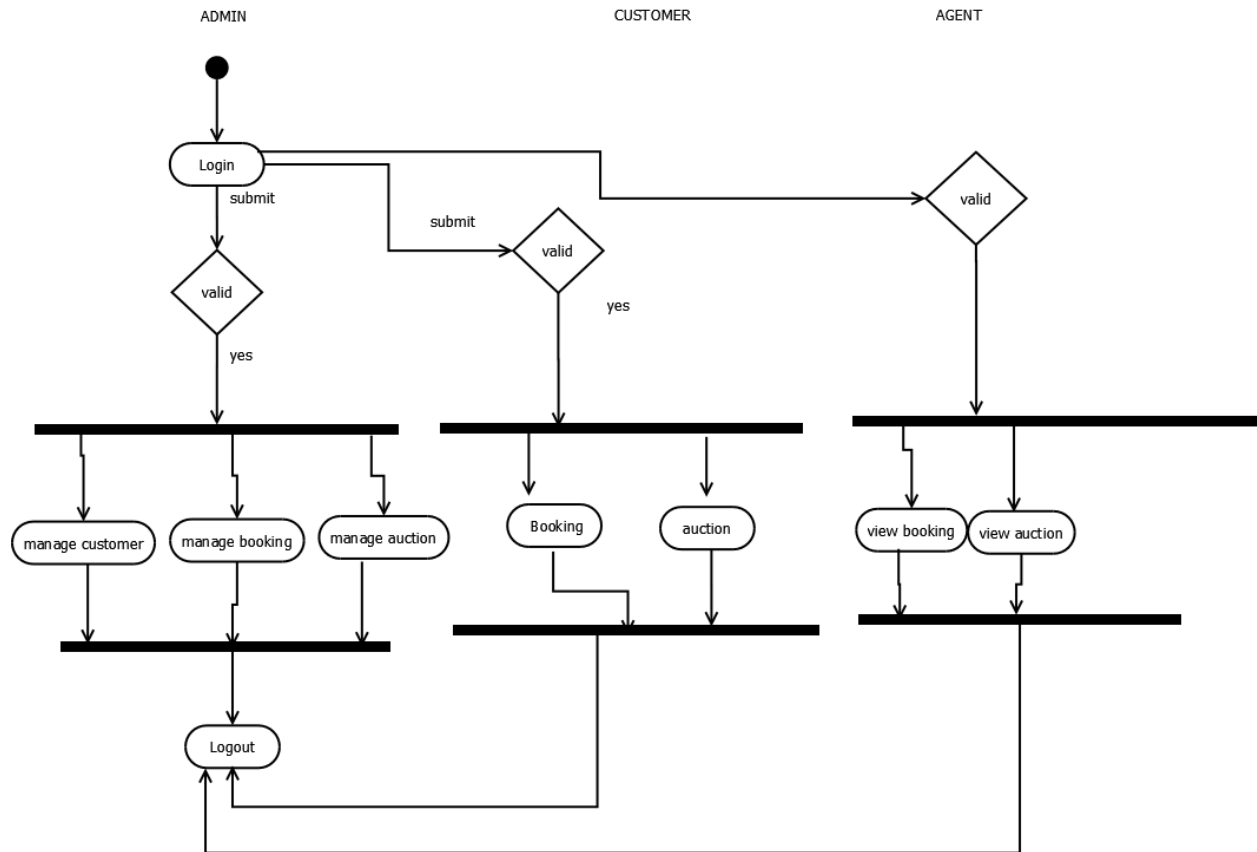 ADMIN
CUSTOMER
AGENT
Login
submit
submit
valid
valid
valid
yes
yes
manage customer
manage booking
manage auction
Booking
auction
view booking
view auction
Logout